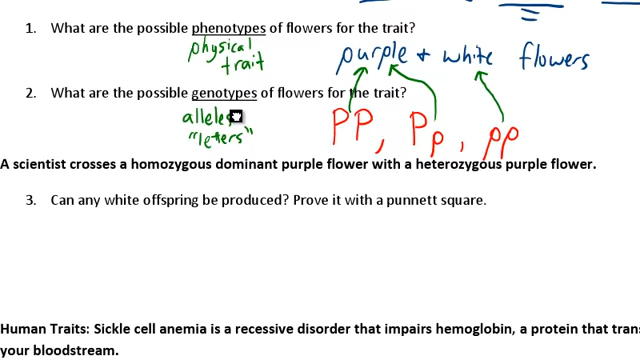 1. What are the possible phenotypes of flowers for the trait?
physical
trait
purple + white flowers
2. What are the possible genotypes of flowers for the trait?
alleles
"leters"
PP, Pp, pp
A scientist crosses a homozygous dominant purple flower with a heterozygous purple flower.
3. Can any white offspring be produced? Prove it with a punnett square.
Human Traits: Sickle cell anemia is a recessive disorder that impairs hemoglobin, a protein that tran
your bloodstream.